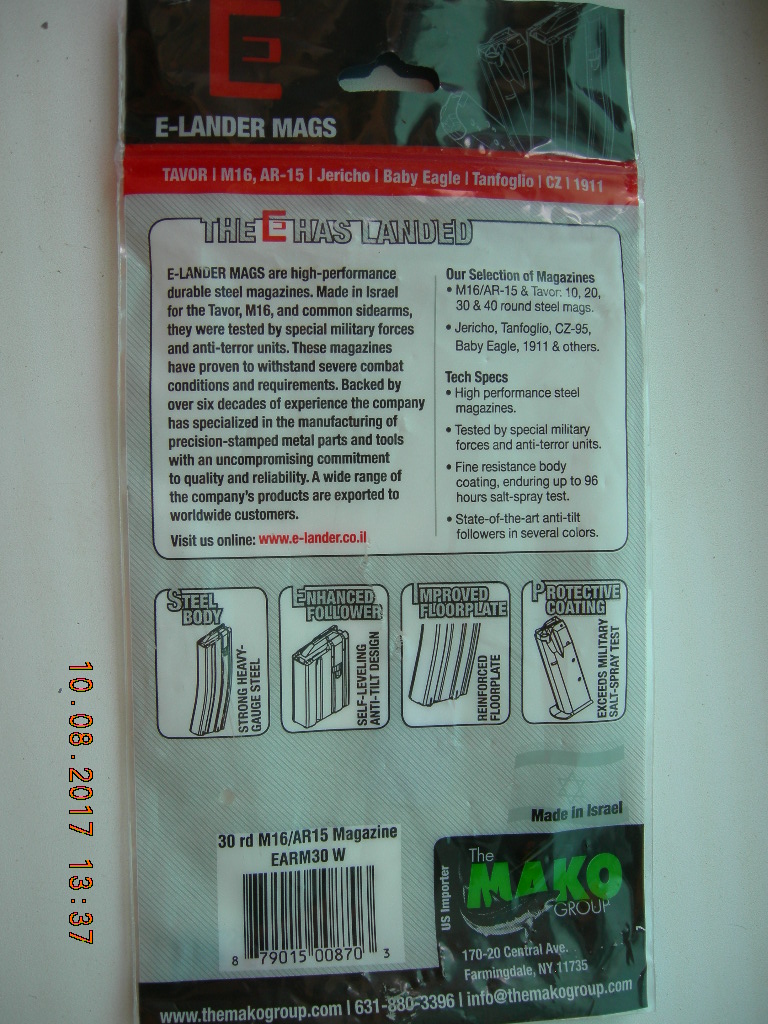 E
E-LANDER MAGS
TAVOR | M16, AR-15 | Jericho | Baby Eagle | Tanfoglio | CZ | 1911
THE E HAS LANDED
E-LANDER MAGS are high-performance
durable steel magazines. Made in Israel
for the Tavor, M16, and common sidearms,
they were tested by special military forces
and anti-terror units. These magazines
have proven to withstand severe combat
conditions and requirements. Backed by
over six decades of experience the company
has specialized in the manufacturing of
precision-stamped metal parts and tools
with an uncompromising commitment
to quality and reliability. A wide range of
the company's products are exported to
worldwide customers.
Visit us online: www.e-lander.co.il
Our Selection of Magazines
• M16/AR-15 & Tavor: 10, 20,
30 & 40 round steel mags.
• Jericho, Tanfoglio, CZ-95,
Baby Eagle, 1911 & others.
Tech Specs
• High performance steel
magazines.
• Tested by special military
forces and anti-terror units.
• Fine resistance body
coating, enduring up to 96
hours salt-spray test.
• State-of-the-art anti-tilt
followers in several colors.
STEEL
BODY
STRONG HEAVY-
GAUGE STEEL
ENHANCED
FOLLOWER
SELF-LEVELING
ANTI-TILT DESIGN
IMPROVED
FLOORPLATE
REINFORCED
FLOORPLATE
PROTECTIVE
COATING
EXCEEDS MILITARY
SALT-SPRAY TEST
Made in Israel
30 rd M16/AR15 Magazine
EARM30 W
8 79015 00870 3
US Importer
The
MAKO
GROUP
170-20 Central Ave.
Farmingdale, NY 11735
www.themakogroup.com | 631-880-3396 | info@themakogroup.com
10.08.2017 13:37